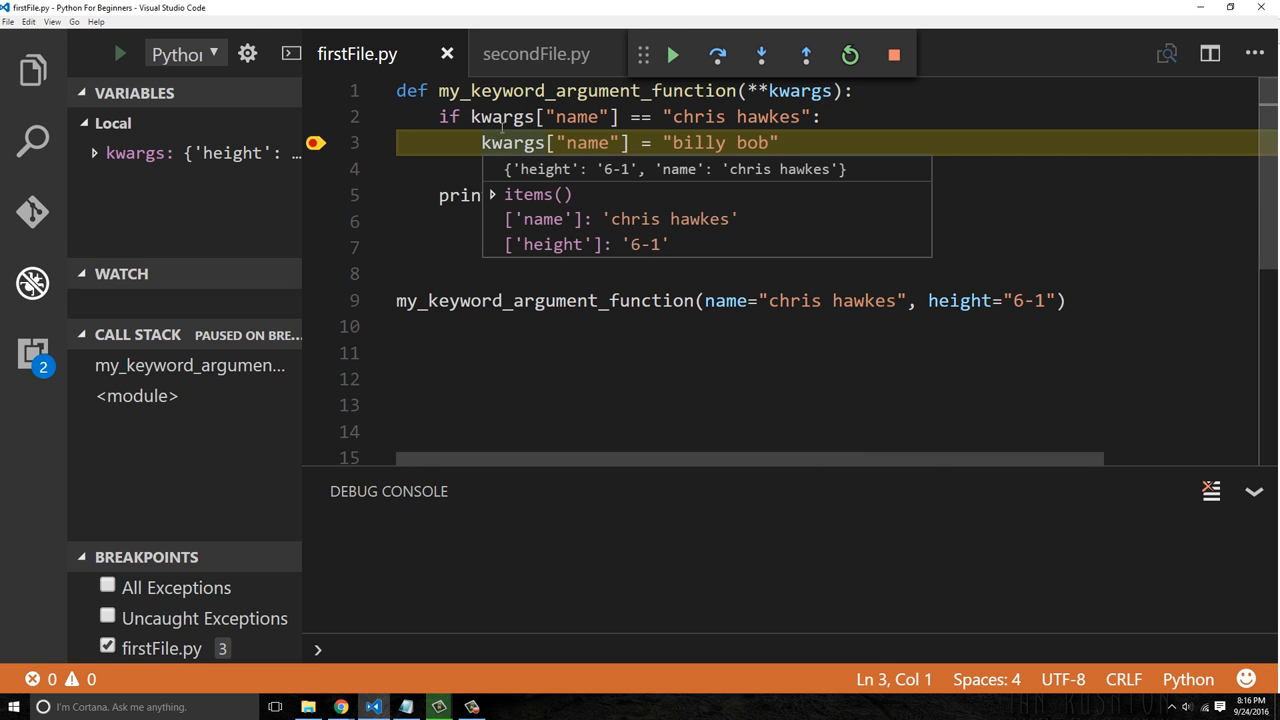 firstFile.py - Python For Beginners - Visual Studio Code
File Edit View Go Help
Pythor
firstFile.py
secondFile.py
VARIABLES
Local
kwargs: {'height': …
WATCH
CALL STACK PAUSED ON BRE...
my_keyword_argumen...
<module>
BREAKPOINTS
All Exceptions
Uncaught Exceptions
firstFile.py 3
2
1 def my_keyword_argument_function(**kwargs):
2 if kwargs["name"] == "chris hawkes":
3 kwargs["name"] = "billy bob"
4 {'height': '6-1', 'name': 'chris hawkes'}
5 prin items()
6 ['name']: 'chris hawkes'
7 ['height']: '6-1'
8
9 my_keyword_argument_function(name="chris hawkes", height="6-1")
10
11
12
13
14
15
DEBUG CONSOLE
0 0
Ln 3, Col 1 Spaces: 4 UTF-8 CRLF Python
I'm Cortana. Ask me anything.
8:16 PM
9/24/2016